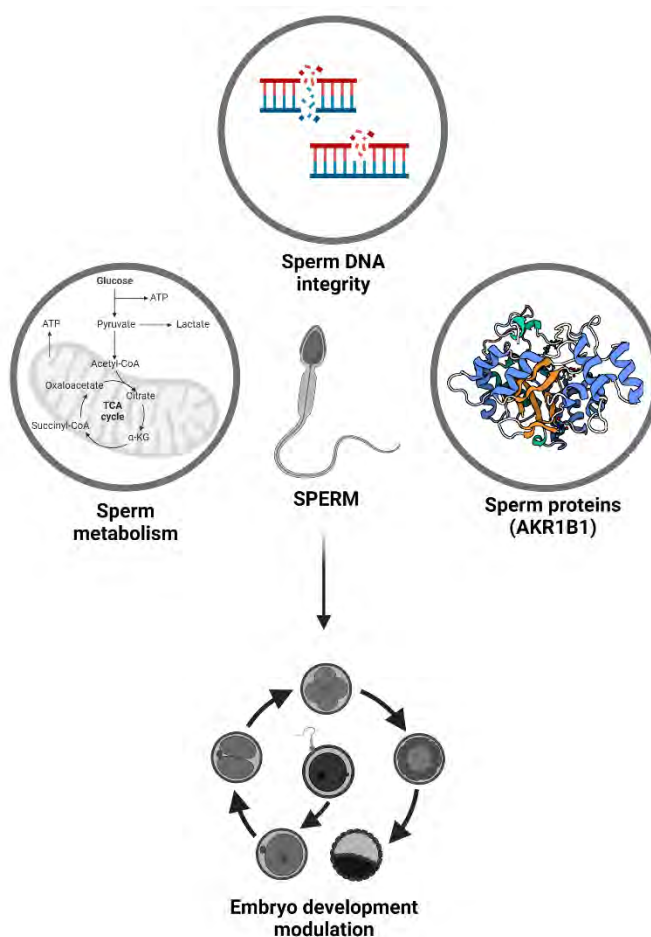 Sperm DNA
integrity
Glucose
ATP
ATP
Pyruvate
Lactate
Acetyl-CoA
Oxaloacetate
Citrate
TCA
cycle
Succinyl-CoA
α-KG
Sperm
metabolism
SPERM
Sperm proteins
(AKR1B1)
Embryo development
modulation